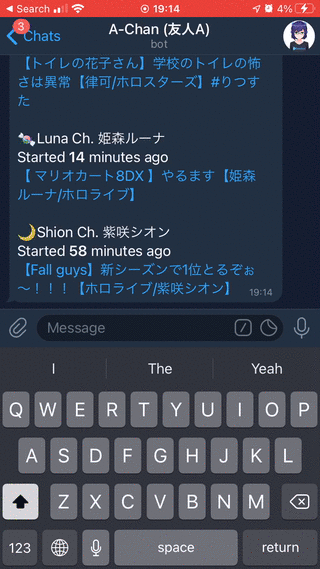 Search
19:14
4%
3
Chats
A-Chan (友人A)
bot
【トイレの花子さん】学校のトイレの怖
さは異常【律可/ホロスターズ】#りつす
た
🍬Luna Ch. 姫森ルーナ
Started 14 minutes ago
【 マリオカート8DX 】やるます【姫森
ルーナ/ホロライブ】
🌙Shion Ch. 紫咲シオン
Started 58 minutes ago
【Fall guys】新シーズンで1位とるぞぉ
〜！！！【ホロライブ/紫咲シオン】
19:14
Message
I The Yeah
Q W E R T Y U I O P
A S D F G H J K L
Z X C V B N M
123 space return